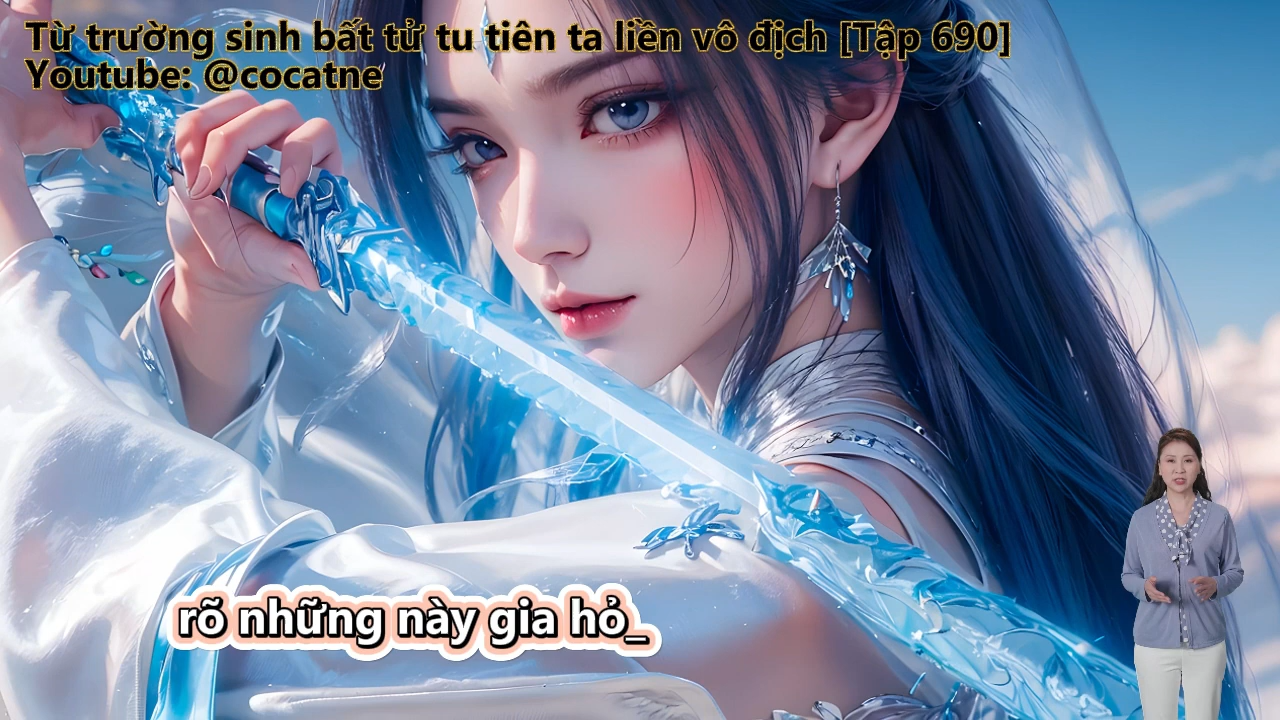 Từ trường sinh bất tử tu tiên ta liền vô địch [Tập 690]
Youtube: @cocatne
rõ những này gia hỏ_